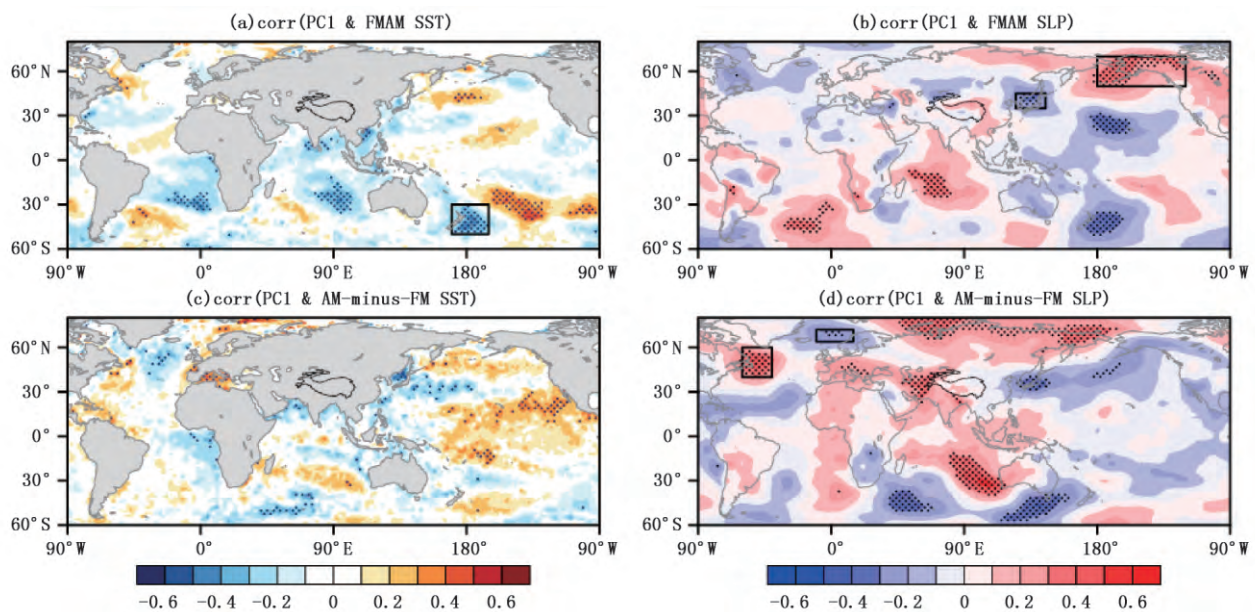 (a)corr(PC1 & FMAM SST)
(b)corr(PC1 & FMAM SLP)
60°N
30°N
0°
30°S
60°S
90°W
0°
90°E
180°
90°W
60°N
30°N
0°
30°S
60°S
90°W
0°
90°E
180°
90°W
(c)corr(PC1 & AM-minus-FM SST)
(d)corr(PC1 & AM-minus-FM SLP)
60°N
30°N
0°
30°S
60°S
90°W
0°
90°E
180°
90°W
60°N
30°N
0°
30°S
60°S
90°W
0°
90°E
180°
90°W
-0.6 -0.4 -0.2 0 0.2 0.4 0.6
-0.6 -0.4 -0.2 0 0.2 0.4 0.6